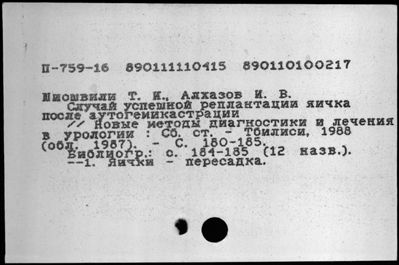 П-759-16 890111110415 890110100217
Шиошвили Т. И., Алхазов И. В.
Случай успешной реплантации яичка
после аутогемикастрации
// Новые методы диагностики и лечения
в урологии : Сб. ст. - Тбилиси, 1988
(обл. 1987). - С. 180-185.
Библиогр.: с. 184-185 (12 назв.).
--1. Яички - пересадка.